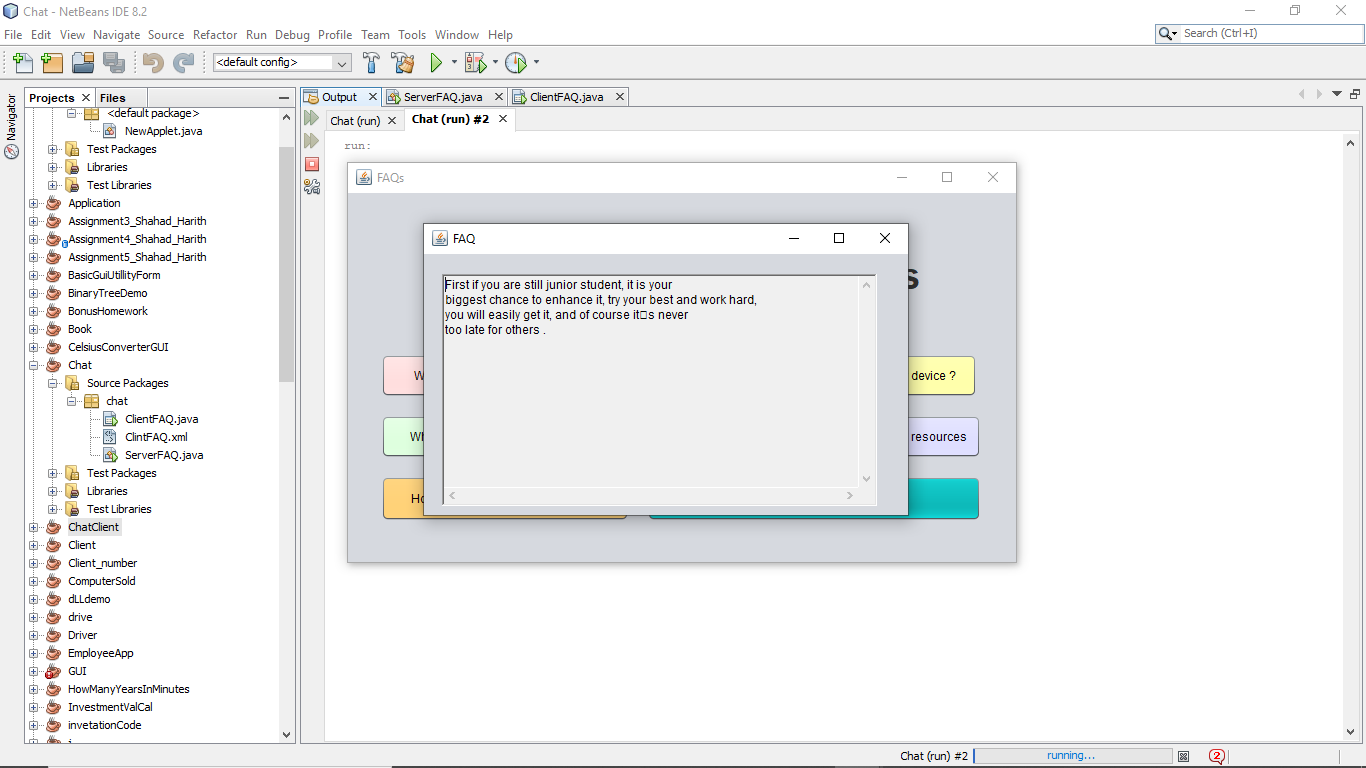 Chat - NetBeans IDE 8.2
File Edit View Navigate Source Refactor Run Debug Profile Team Tools Window Help
Search (Ctrl+I)
<default config>
Navigator
Projects Files
<default package>
NewApplet.java
Test Packages
Libraries
Test Libraries
Application
Assignment3_Shahad_Harith
Assignment4_Shahad_Harith
Assignment5_Shahad_Harith
BasicGuiUtillityForm
BinaryTreeDemo
BonusHomework
Book
CelsiusConverterGUI
Chat
Source Packages
chat
ClientFAQ.java
ClintFAQ.xml
ServerFAQ.java
Test Packages
Libraries
Test Libraries
ChatClient
Client
Client_number
ComputerSold
dLLdemo
drive
Driver
EmployeeApp
GUI
HowManyYearsInMinutes
InvestmentValCal
invetationCode
Output ServerFAQ.java ClientFAQ.java
Chat (run) Chat (run) #2
run:
FAQs
FAQ
First if you are still junior student, it is your
biggest chance to enhance it, try your best and work hard,
you will easily get it, and of course it□s never
too late for others .
s
W
device ?
Wh
resources
Ho
Chat (run) #2 running... 2